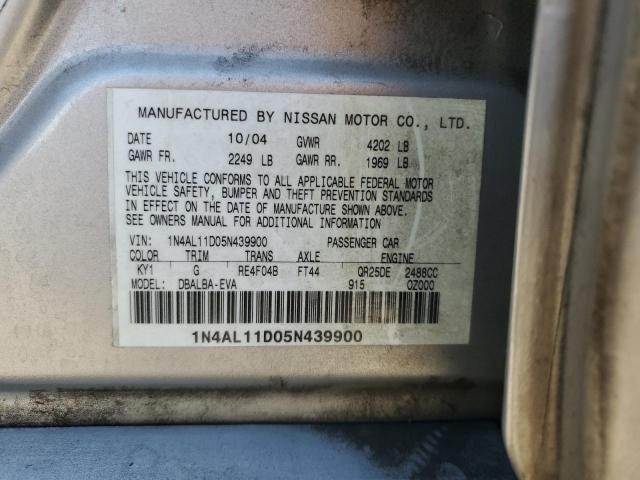 MANUFACTURED BY NISSAN MOTOR CO., LTD.
DATE 10/04 GVWR 4202 LB
GAWR FR. 2249 LB GAWR RR. 1969 LB
THIS VEHICLE CONFORMS TO ALL APPLICABLE FEDERAL MOTOR
VEHICLE SAFETY, BUMPER AND THEFT PREVENTION STANDARDS
IN EFFECT ON THE DATE OF MANUFACTURE SHOWN ABOVE.
SEE OWNERS MANUAL FOR ADDITIONAL INFORMATION
VIN: 1N4AL11D05N439900 PASSENGER CAR
COLOR TRIM TRANS AXLE ENGINE
KY1 G RE4F04B FT44 QR25DE 2488CC
MODEL: DBALBA-EVA 915 0Z000
1N4AL11D05N439900